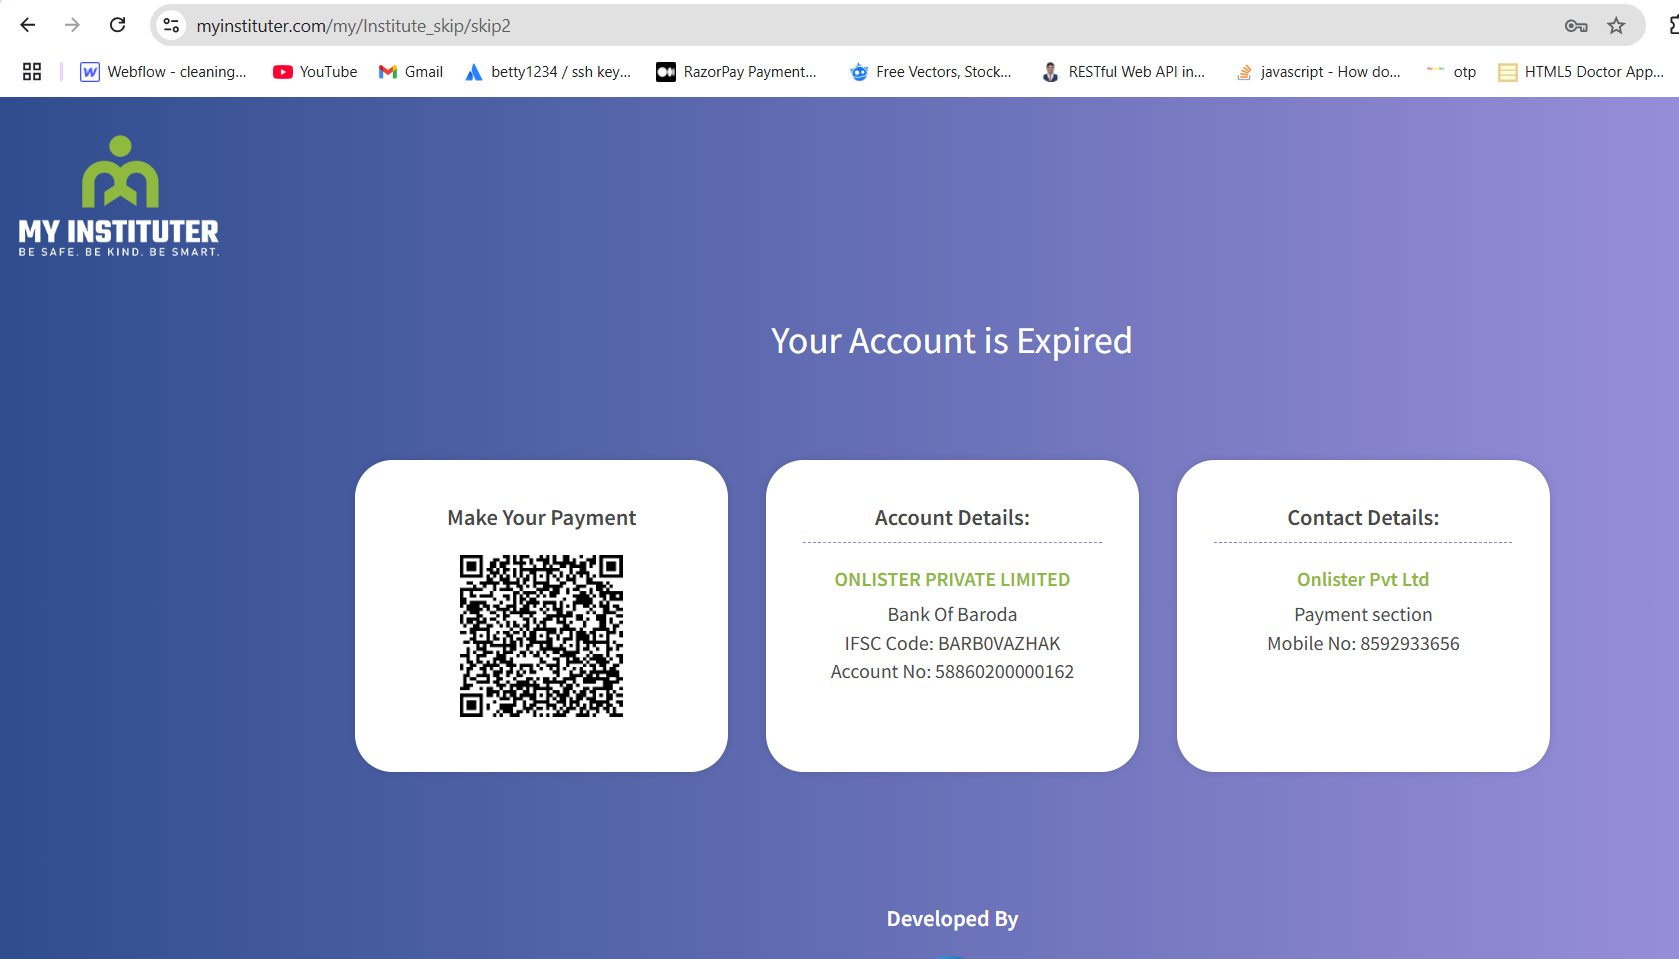 myinstituter.com/my/Institute_skip/skip2
Webflow - cleaning...
YouTube
Gmail
betty1234 / ssh key...
RazorPay Payment...
Free Vectors, Stock...
RESTful Web API in...
javascript - How do...
otp
HTML5 Doctor App...
MY INSTITUTER
BE SAFE. BE KIND. BE SMART.
Your Account is Expired
Make Your Payment
Account Details:
ONLISTER PRIVATE LIMITED
Bank Of Baroda
IFSC Code: BARB0VAZHAK
Account No: 58860200000162
Contact Details:
Onlister Pvt Ltd
Payment section
Mobile No: 8592933656
Developed By